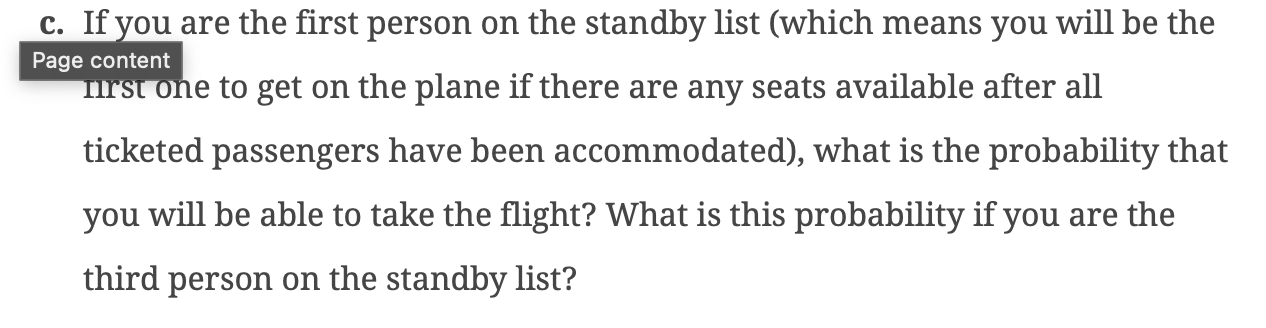 c. If you are the first person on the standby list (which means you will be the
Page content
first one to get on the plane if there are any seats available after all
ticketed passengers have been accommodated), what is the probability that
you will be able to take the flight? What is this probability if you are the
third person on the standby list?